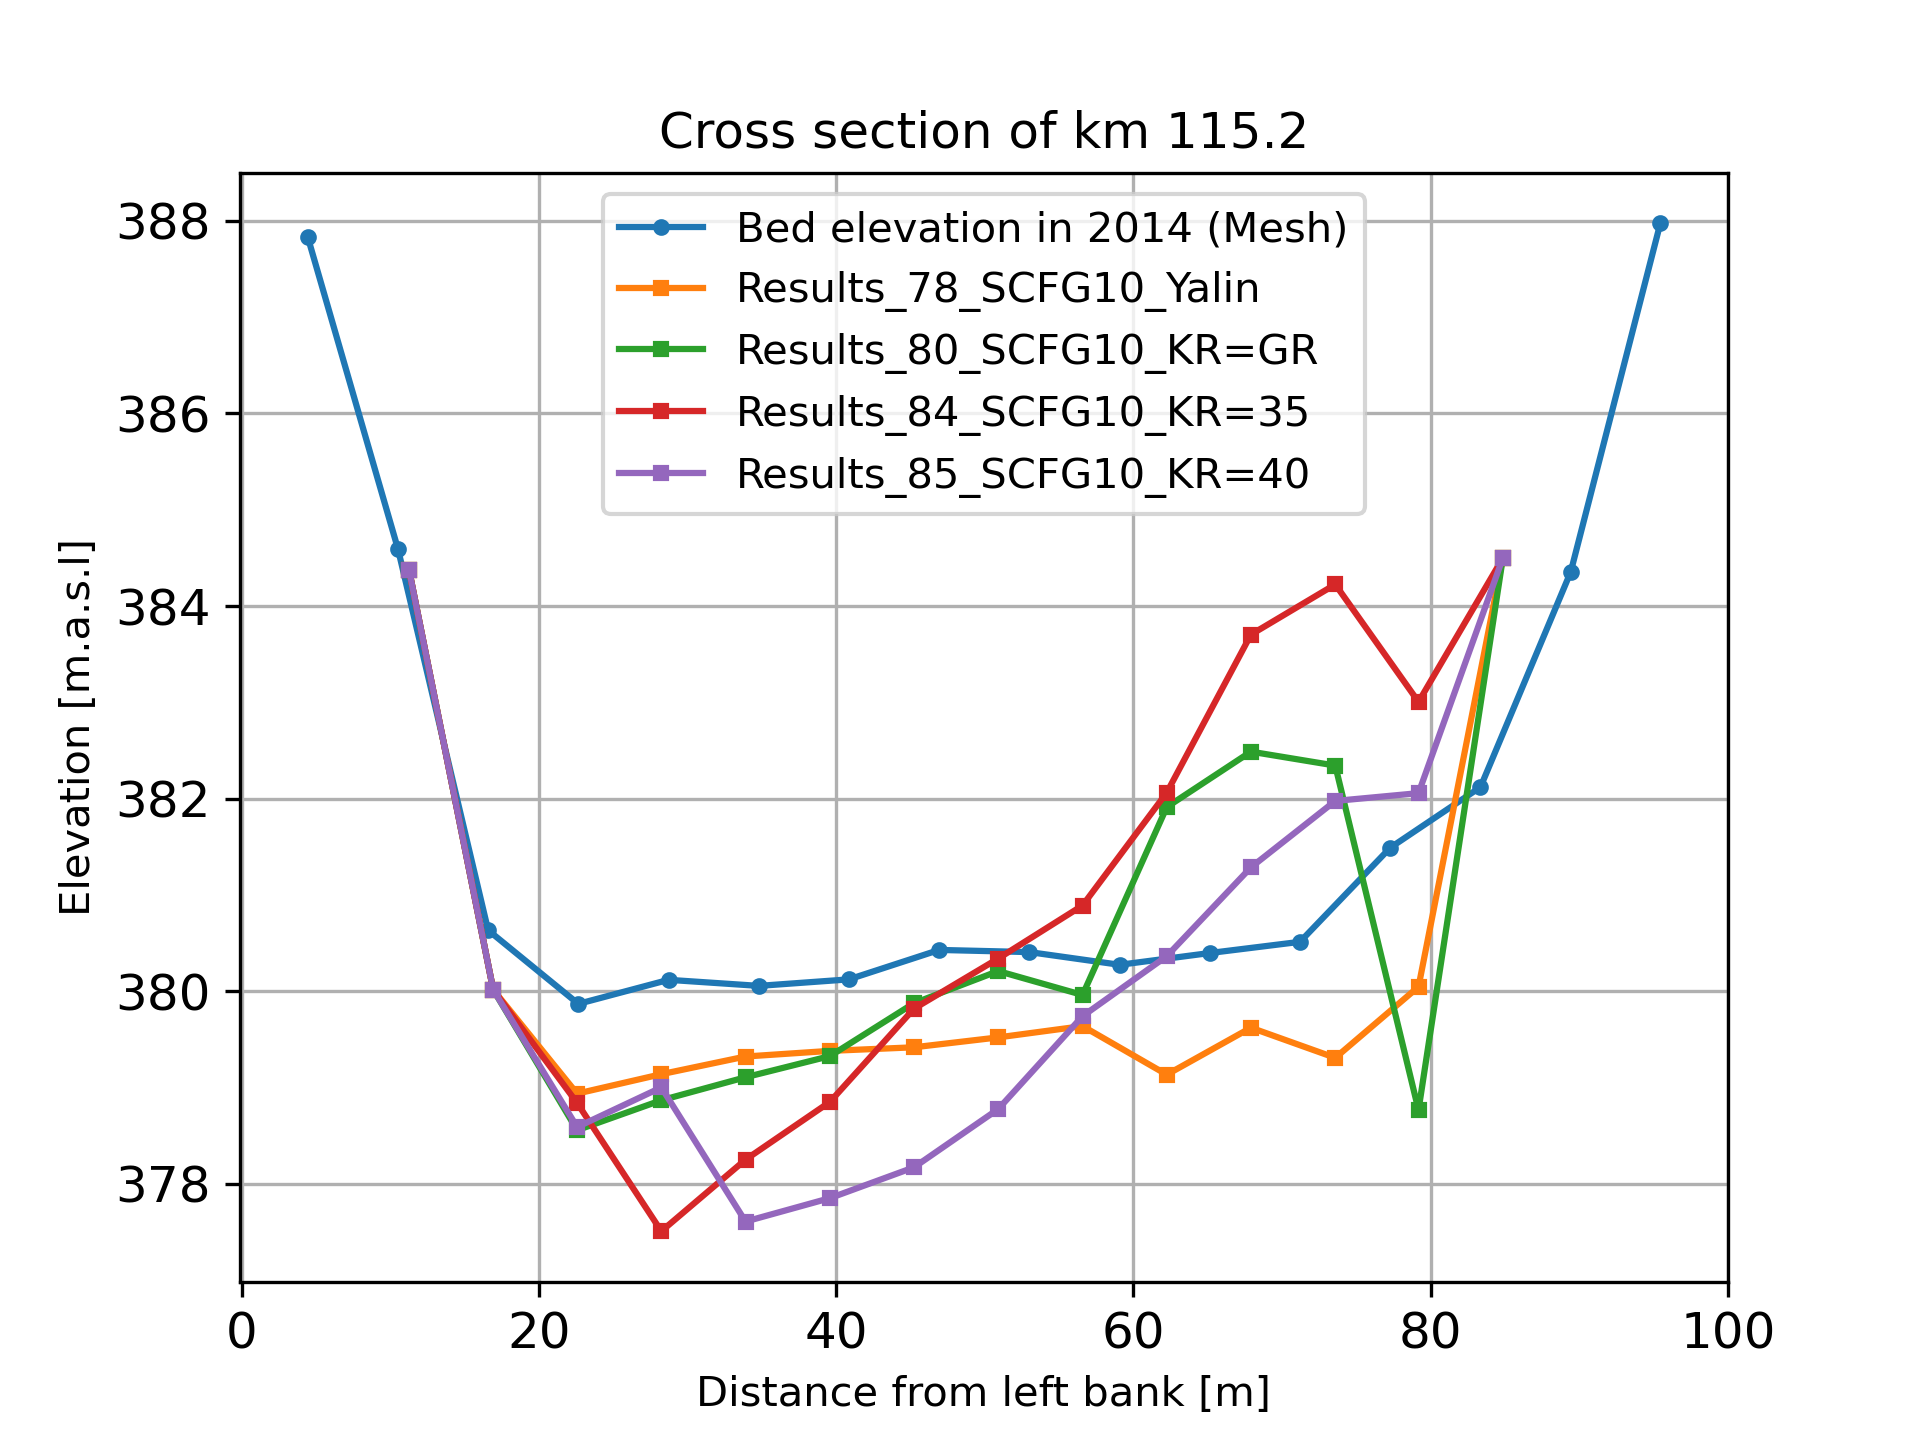 Cross section of km 115.2
Bed elevation in 2014 (Mesh)
Results_78_SCFG10_Yalin
Results_80_SCFG10_KR=GR
Results_84_SCFG10_KR=35
Results_85_SCFG10_KR=40
388
386
384
382
380
378
Elevation [m.a.s.l]
0 20 40 60 80 100
Distance from left bank [m]